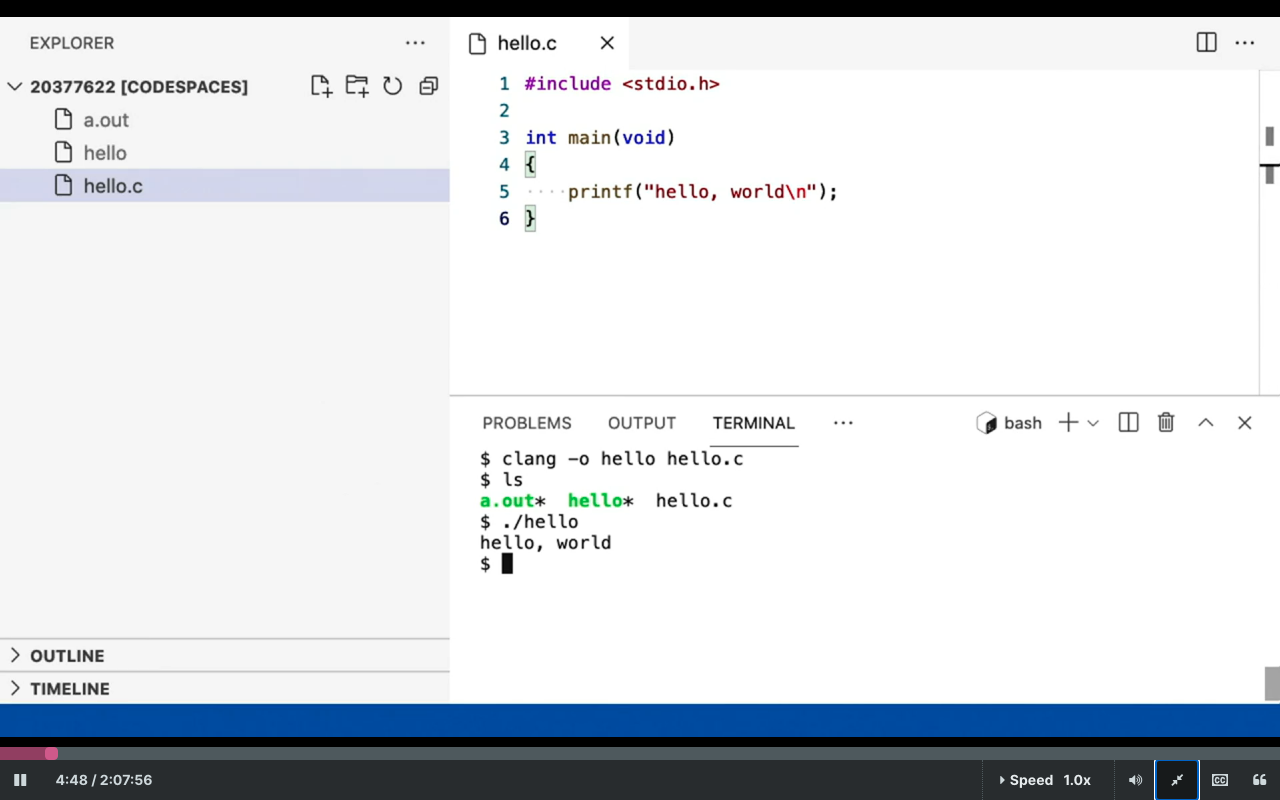 EXPLORER
20377622 [CODESPACES]
a.out
hello
hello.c
OUTLINE
TIMELINE
hello.c
1 #include <stdio.h>
2
3 int main(void)
4 {
5 ····printf("hello, world\n");
6 }
PROBLEMS OUTPUT TERMINAL ··· bash
$ clang -o hello hello.c
$ ls
a.out* hello* hello.c
$ ./hello
hello, world
$
4:48 / 2:07:56 Speed 1.0x CC